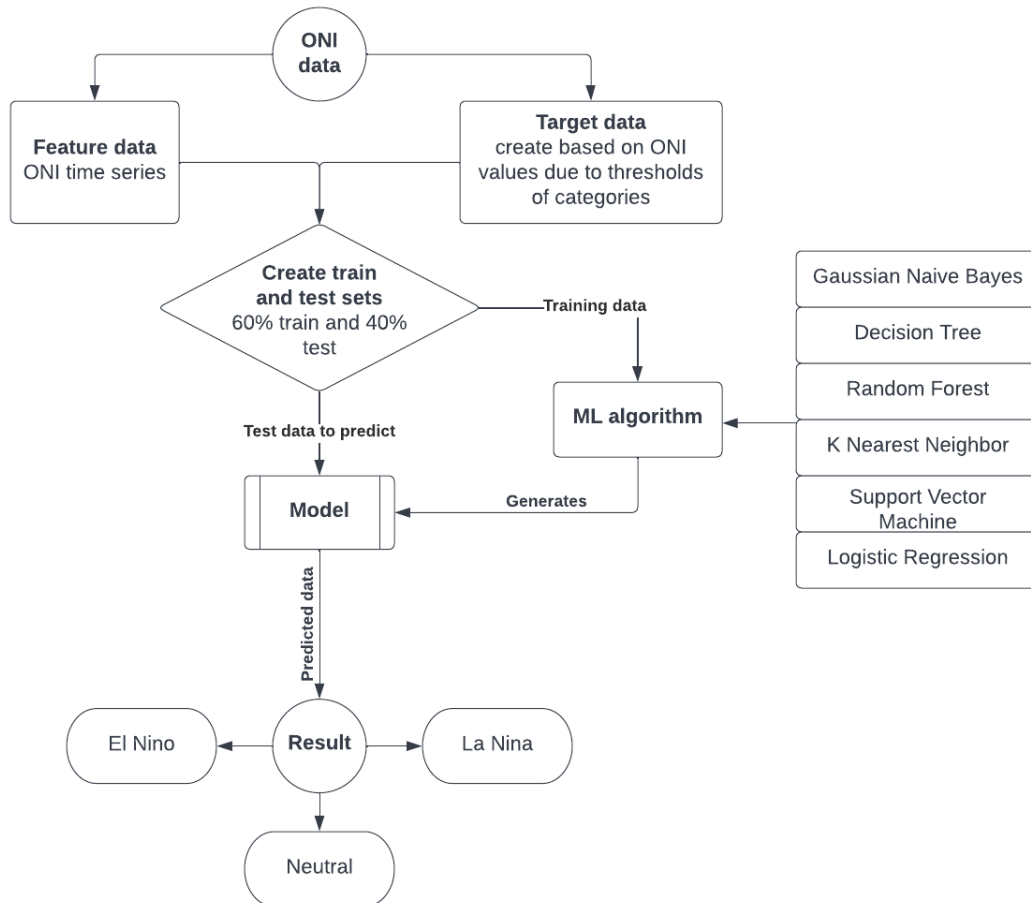 ONI
data
Feature data
ONI time series
Target data
create based on ONI
values due to thresholds
of categories
Create train
and test sets
60% train and 40%
test
Training data
Gaussian Naive Bayes
Decision Tree
Random Forest
K Nearest Neighbor
Support Vector
Machine
Logistic Regression
ML algorithm
Test data to predict
Model
Generates
Predicted data
El Nino
Result
La Nina
Neutral